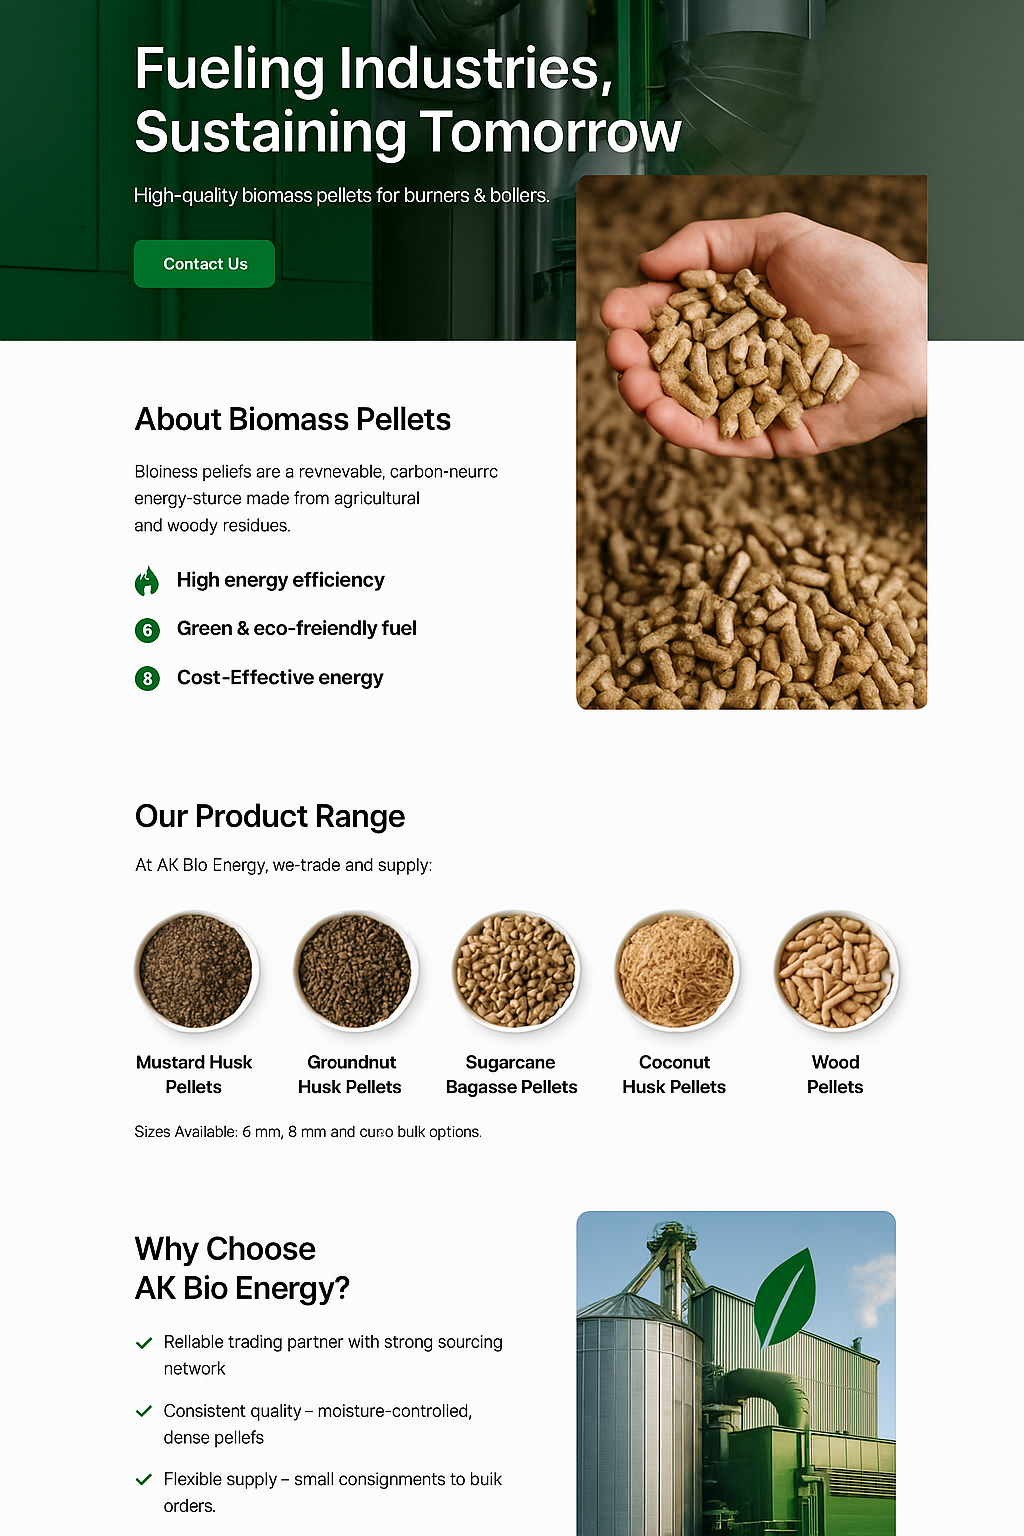 Fueling Industries,
Sustaining Tomorrow
High-quality biomass pellets for burners & bollers.
Contact Us
About Biomass Pellets
Bloiness peliefs are a revnevable, carbon-neurrc
energy-sturce made from agricultural
and woody residues.
High energy efficiency
6 Green & eco-freiendly fuel
8 Cost-Effective energy
Our Product Range
At AK Blo Energy, we-trade and supply:
Mustard Husk
Pellets
Groundnut
Husk Pellets
Sugarcane
Bagasse Pellets
Coconut
Husk Pellets
Wood
Pellets
Sizes Available: 6 mm, 8 mm and bulk options.
Why Choose
AK Bio Energy?
Rellable trading partner with strong sourcing
network
Consistent quality – moisture-controlled,
dense pellefs
Flexible supply – small consignments to buik
orders.